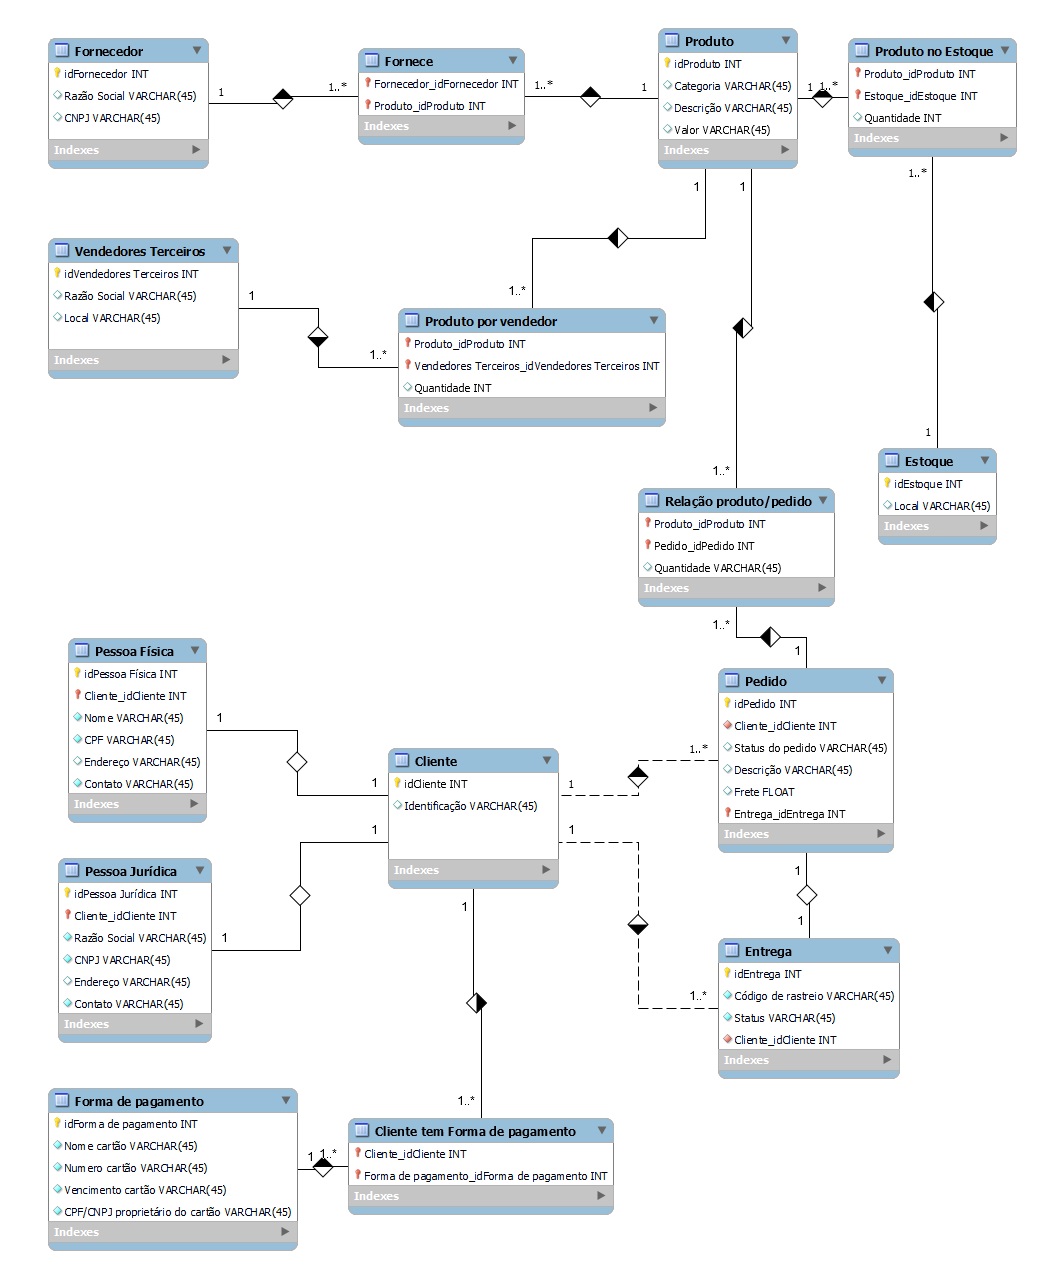 Fornecedor
idFornecedor INT
Razão Social VARCHAR(45)
CNPJ VARCHAR(45)
Indexes
1
1..*
Fornece
Fornecedor_idFornecedor INT
Produto_idProduto INT
Indexes
1..*
1
Produto
idProduto INT
Categoria VARCHAR(45)
Descrição VARCHAR(45)
Valor VARCHAR(45)
Indexes
1
1..*
Produto no Estoque
Produto_idProduto INT
Estoque_idEstoque INT
Quantidade INT
Indexes
1
1
1..*
Vendedores Terceiros
idVendedores Terceiros INT
Razão Social VARCHAR(45)
Local VARCHAR(45)
Indexes
1
1..*
1..*
Produto por vendedor
Produto_idProduto INT
Vendedores Terceiros_idVendedores Terceiros INT
Quantidade INT
Indexes
1
Estoque
idEstoque INT
Local VARCHAR(45)
Indexes
1..*
Relação produto/pedido
Produto_idProduto INT
Pedido_idPedido INT
Quantidade VARCHAR(45)
Indexes
1..*
1
Pessoa Física
idPessoa Física INT
Cliente_idCliente INT
Nome VARCHAR(45)
CPF VARCHAR(45)
Endereço VARCHAR(45)
Contato VARCHAR(45)
Indexes
1
1
Cliente
idCliente INT
Identificação VARCHAR(45)
Indexes
1
1..*
Pedido
idPedido INT
Cliente_idCliente INT
Status do pedido VARCHAR(45)
Descrição VARCHAR(45)
Frete FLOAT
Entrega_idEntrega INT
Indexes
1
1
1
1
Pessoa Jurídica
idPessoa Jurídica INT
Cliente_idCliente INT
Razão Social VARCHAR(45)
CNPJ VARCHAR(45)
Endereço VARCHAR(45)
Contato VARCHAR(45)
Indexes
1
1
1..*
Entrega
idEntrega INT
Código de rastreio VARCHAR(45)
Status VARCHAR(45)
Cliente_idCliente INT
Indexes
1..*
Forma de pagamento
idForma de pagamento INT
Nome cartão VARCHAR(45)
Numero cartão VARCHAR(45)
Vencimento cartão VARCHAR(45)
CPF/CNPJ proprietário do cartão VARCHAR(45)
Indexes
1
1..*
Cliente tem Forma de pagamento
Cliente_idCliente INT
Forma de pagamento_idForma de pagamento INT
Indexes